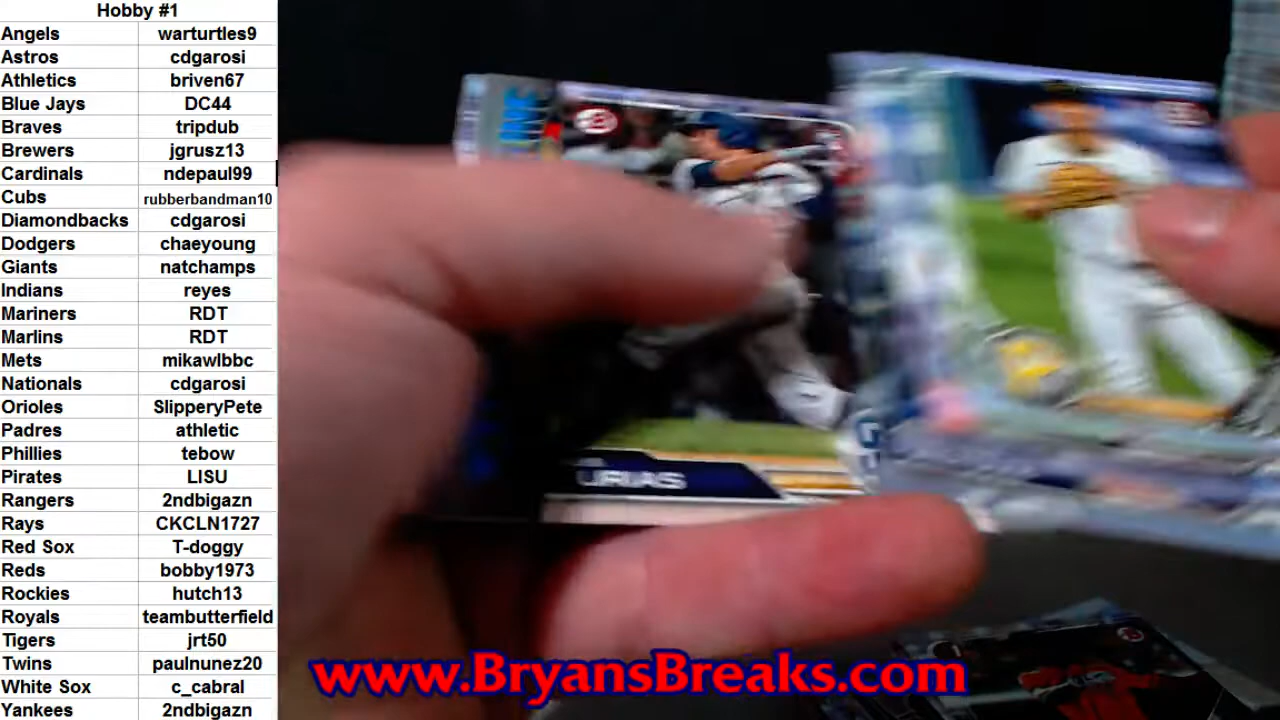 Hobby #1
Angels warturtles9
Astros cdgarosi
Athletics briven67
Blue Jays DC44
Braves tripdub
Brewers jgrusz13
Cardinals ndepaul99
Cubs rubberbandman10
Diamondbacks cdgarosi
Dodgers chaeyoung
Giants natchamps
Indians reyes
Mariners RDT
Marlins RDT
Mets mikawlbbc
Nationals cdgarosi
Orioles SlipperyPete
Padres athletic
Phillies tebow
Pirates LISU
Rangers 2ndbigazn
Rays CKCLN1727
Red Sox T-doggy
Reds bobby1973
Rockies hutch13
Royals teambutterfield
Tigers jrt50
Twins paulnunez20
White Sox c_cabral
Yankees 2ndbigazn
URIAS
www.BryansBreaks.com